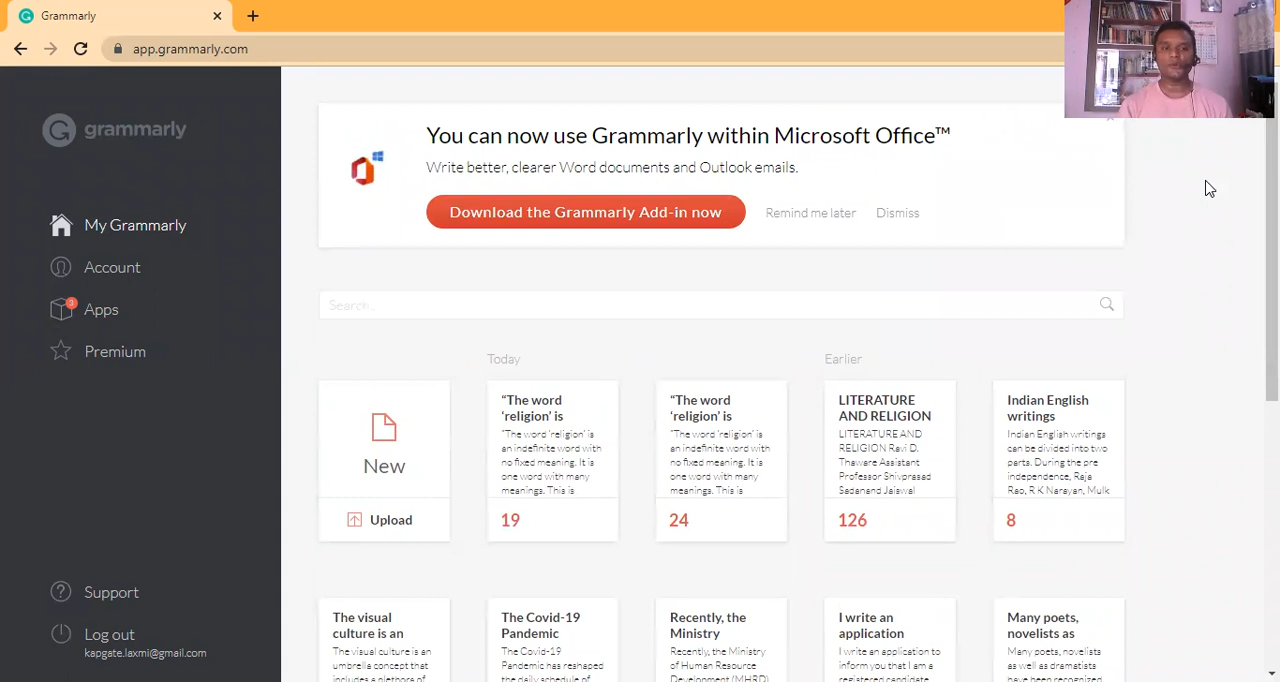 Grammarly
app.grammarly.com
grammarly
My Grammarly
Account
3
Apps
Premium
Support
Log out
kapgate.laxmi@gmail.com
You can now use Grammarly within Microsoft Office™
Write better, clearer Word documents and Outlook emails.
Download the Grammarly Add-in now
Remind me later
Dismiss
Search...
Today
Earlier
New
Upload
“The word
‘religion’ is
“The word ‘religion’ is
an indefinite word with
no fixed meaning. It is
one word with many
meanings. This is
19
“The word
‘religion’ is
“The word ‘religion’ is
an indefinite word with
no fixed meaning. It is
one word with many
meanings. This is
24
LITERATURE
AND RELIGION
LITERATURE AND
RELIGION Ravi D.
Thaware Assistant
Professor Shivprasad
Sadanand Jaiswal
126
Indian English
writings
Indian English writings
can be divided into two
parts. During the pre
independence, Raja
Rao, R K Narayan, Mulk
8
The visual
culture is an
The visual culture is an
umbrella concept that
includes a plethora of
The Covid-19
Pandemic
The Covid-19
Pandemic has reshaped
the daily schedule of
Recently, the
Ministry
Recently, the Ministry
of Human Resource
Development (MHRD)
I write an
application
I write an application to
inform you that I am a
registered candidate
Many poets,
novelists as
Many poets, novelists
as well as dramatists
have been recognized